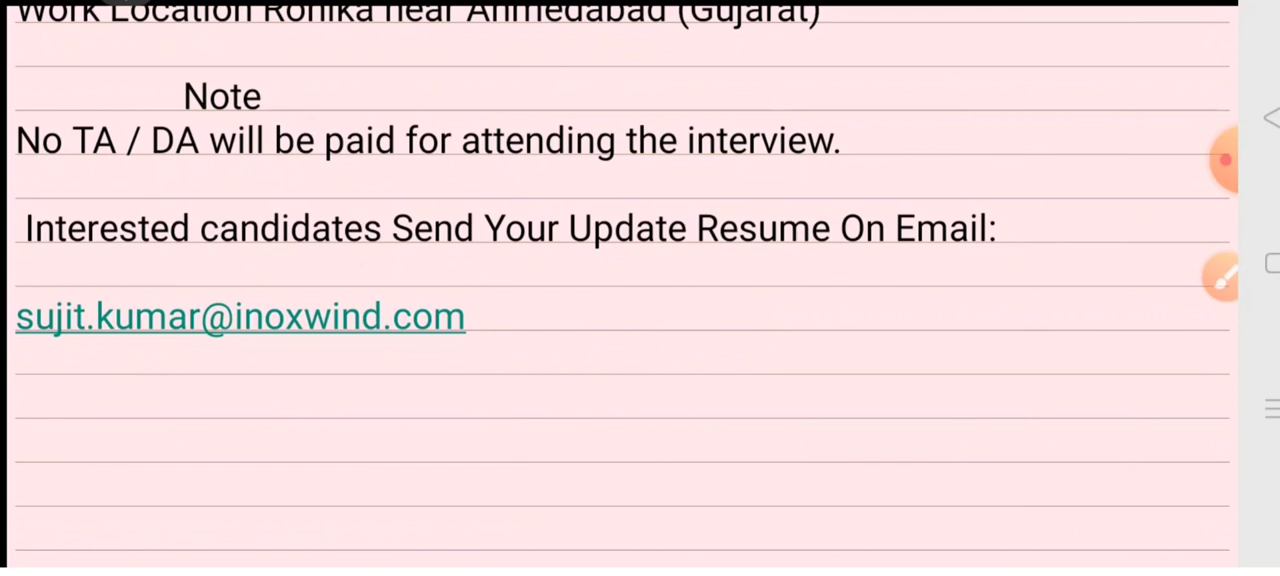 Work Location Rohika near Ahmedabad (Gujarat)
Note
No TA / DA will be paid for attending the interview.
Interested candidates Send Your Update Resume On Email:
sujit.kumar@inoxwind.com